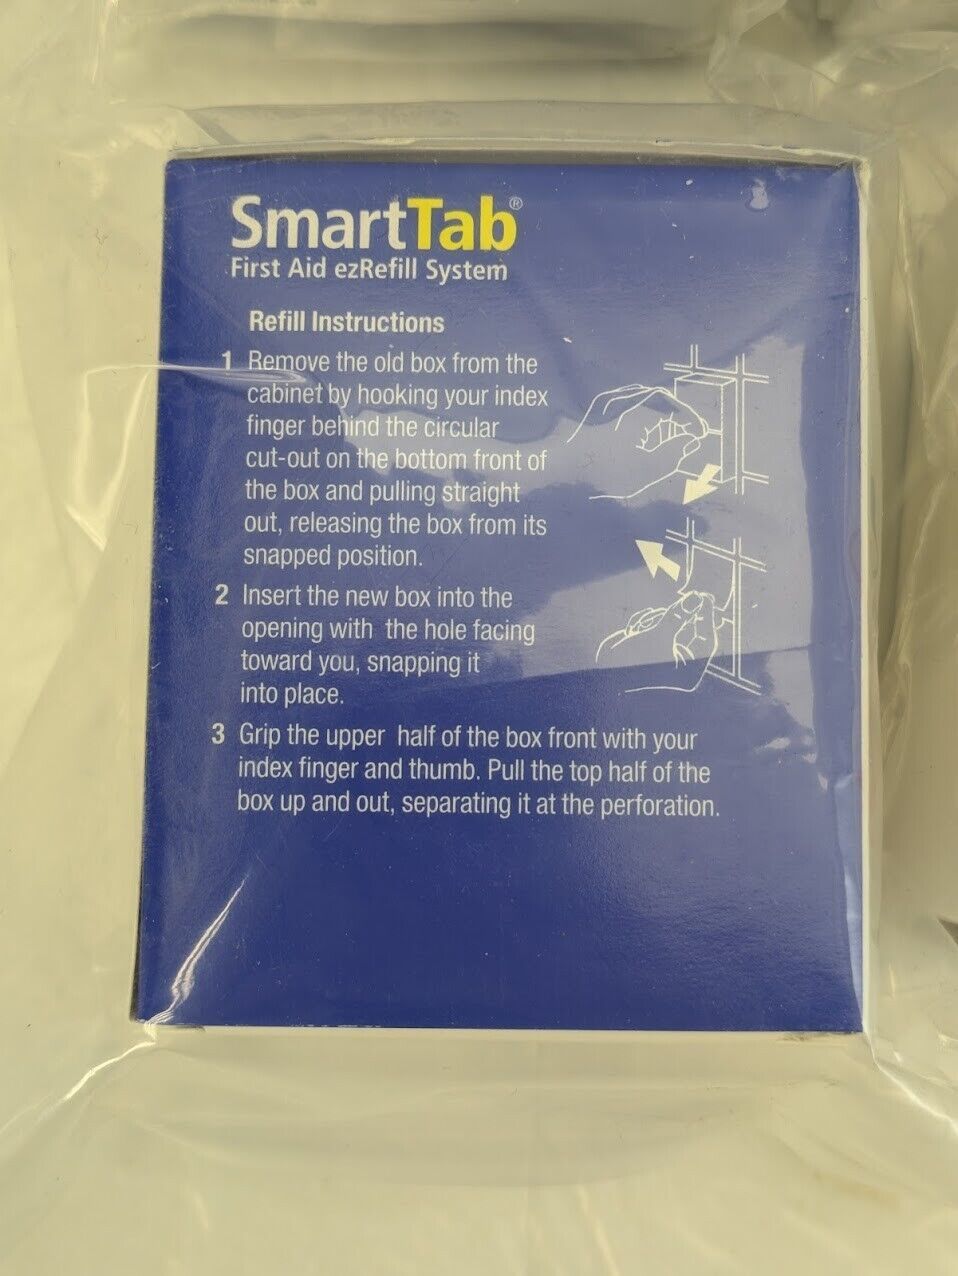 SmartTab®
First Aid ezRefill System
Refill Instructions
1 Remove the old box from the
cabinet by hooking your index
finger behind the circular
cut-out on the bottom front of
the box and pulling straight
out, releasing the box from its
snapped position.
2 Insert the new box into the
opening with the hole facing
toward you, snapping it
into place.
3 Grip the upper half of the box front with your
index finger and thumb. Pull the top half of the
box up and out, separating it at the perforation.